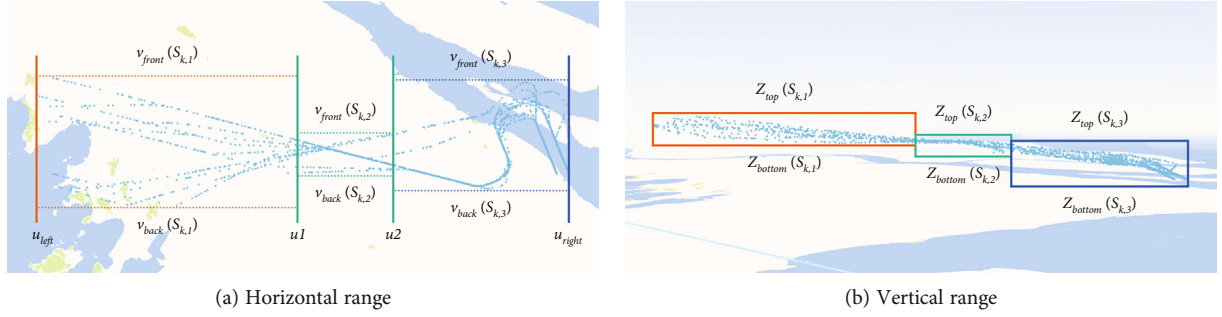 v_front (S_k,1)
v_front (S_k,3)
v_front (S_k,2)
v_back (S_k,2)
v_back (S_k,1)
v_back (S_k,3)
u_left
u1
u2
u_right
(a) Horizontal range
Z_top (S_k,1)
Z_top (S_k,2)
Z_top (S_k,3)
Z_bottom (S_k,1)
Z_bottom (S_k,2)
Z_bottom (S_k,3)
(b) Vertical range